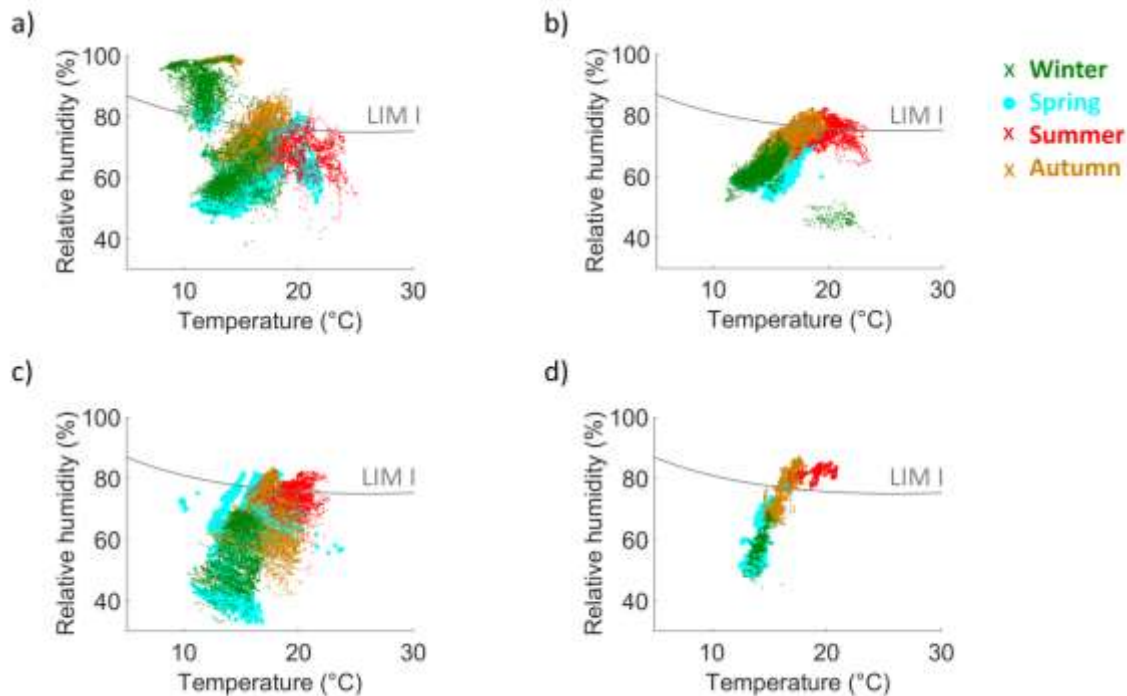 a)
100
80
60
40
10
20
30
Relative humidity (%)
Temperature (°C)
LIM I
b)
100
80
60
40
10
20
30
Relative humidity (%)
Temperature (°C)
LIM I
x Winter
Spring
x Summer
x Autumn
c)
100
80
60
40
10
20
30
Relative humidity (%)
Temperature (°C)
LIM I
d)
100
80
60
40
10
20
30
Relative humidity (%)
Temperature (°C)
LIM I